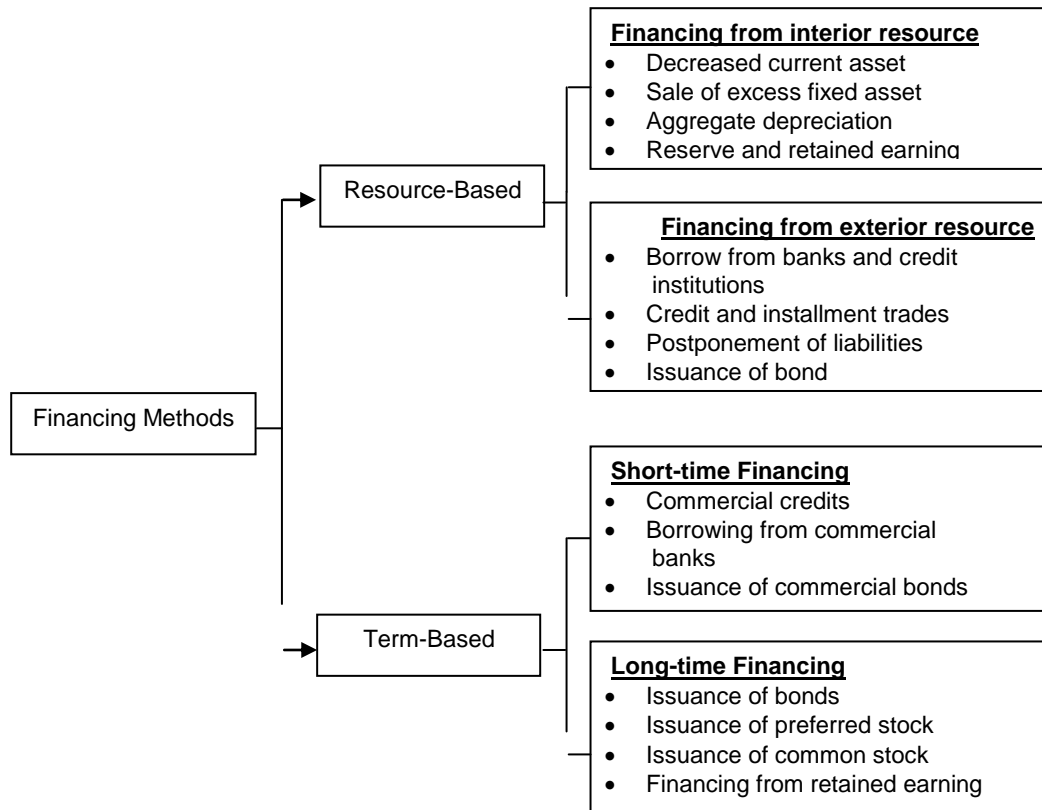 Financing Methods
Resource-Based
Financing from interior resource
• Decreased current asset
• Sale of excess fixed asset
• Aggregate depreciation
• Reserve and retained earning
Financing from exterior resource
• Borrow from banks and credit
institutions
• Credit and installment trades
• Postponement of liabilities
• Issuance of bond
Term-Based
Short-time Financing
• Commercial credits
• Borrowing from commercial
banks
• Issuance of commercial bonds
Long-time Financing
• Issuance of bonds
• Issuance of preferred stock
• Issuance of common stock
• Financing from retained earning